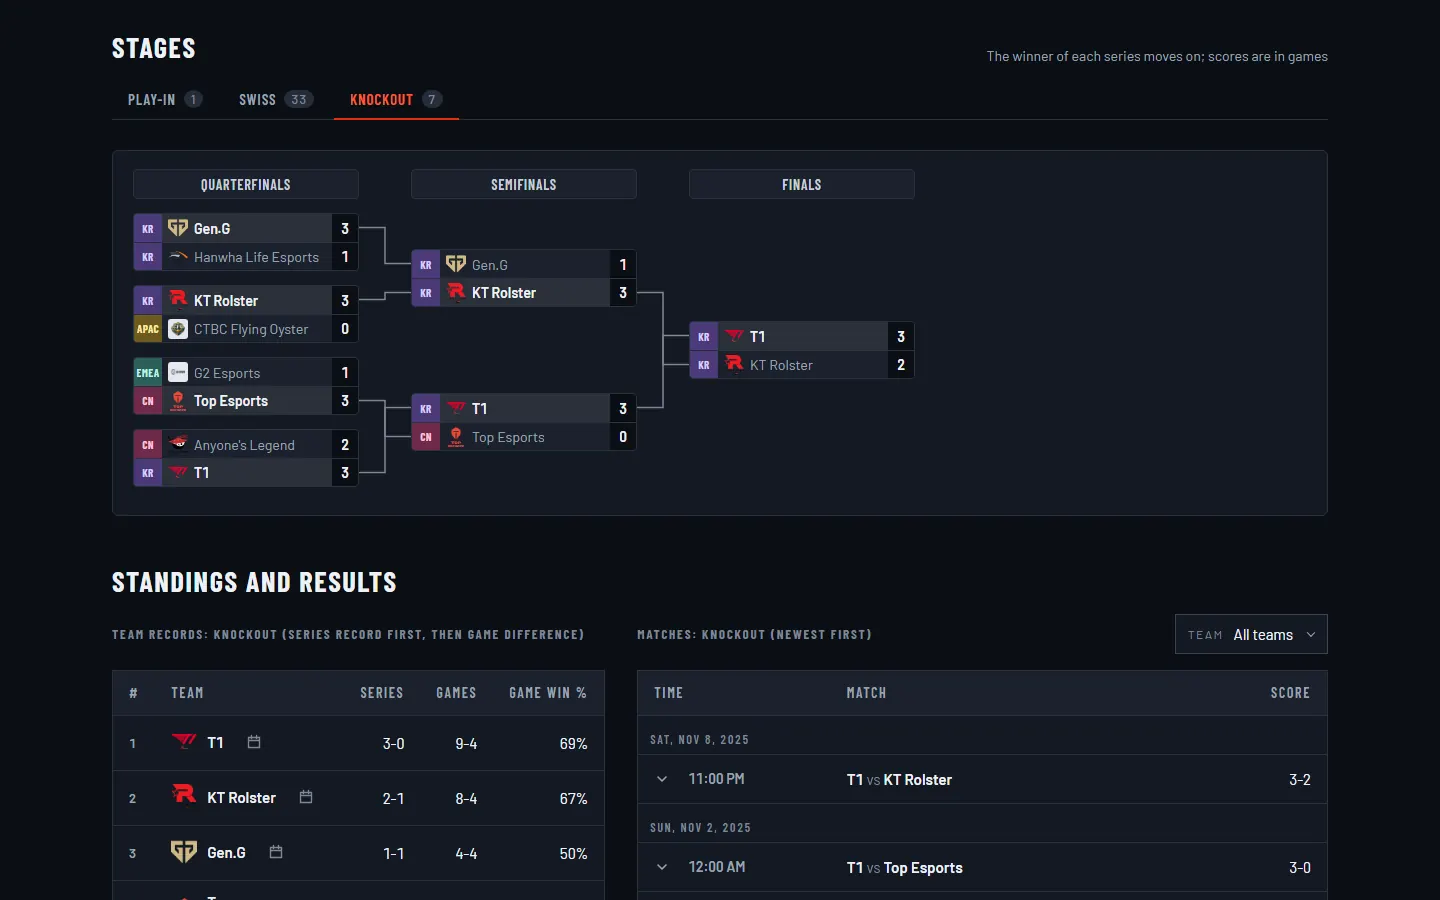 STAGES
The winner of each series moves on; scores are in games
PLAY-IN 1 SWISS 33 KNOCKOUT 7
QUARTERFINALS SEMIFINALS FINALS
KR Gen.G 3
KR Hanwha Life Esports 1
KR KT Rolster 3
APAC CTBC Flying Oyster 0
EMEA G2 Esports 1
CN Top Esports 3
CN Anyone's Legend 2
KR T1 3
KR Gen.G 1
KR KT Rolster 3
KR T1 3
CN Top Esports 0
KR T1 3
KR KT Rolster 2
STANDINGS AND RESULTS
TEAM RECORDS: KNOCKOUT (SERIES RECORD FIRST, THEN GAME DIFFERENCE)
# TEAM SERIES GAMES GAME WIN %
1 T1 3-0 9-4 69%
2 KT Rolster 2-1 8-4 67%
3 Gen.G 1-1 4-4 50%
MATCHES: KNOCKOUT (NEWEST FIRST)
TEAM All teams
TIME MATCH SCORE
SAT, NOV 8, 2025
11:00 PM T1 vs KT Rolster 3-2
SUN, NOV 2, 2025
12:00 AM T1 vs Top Esports 3-0